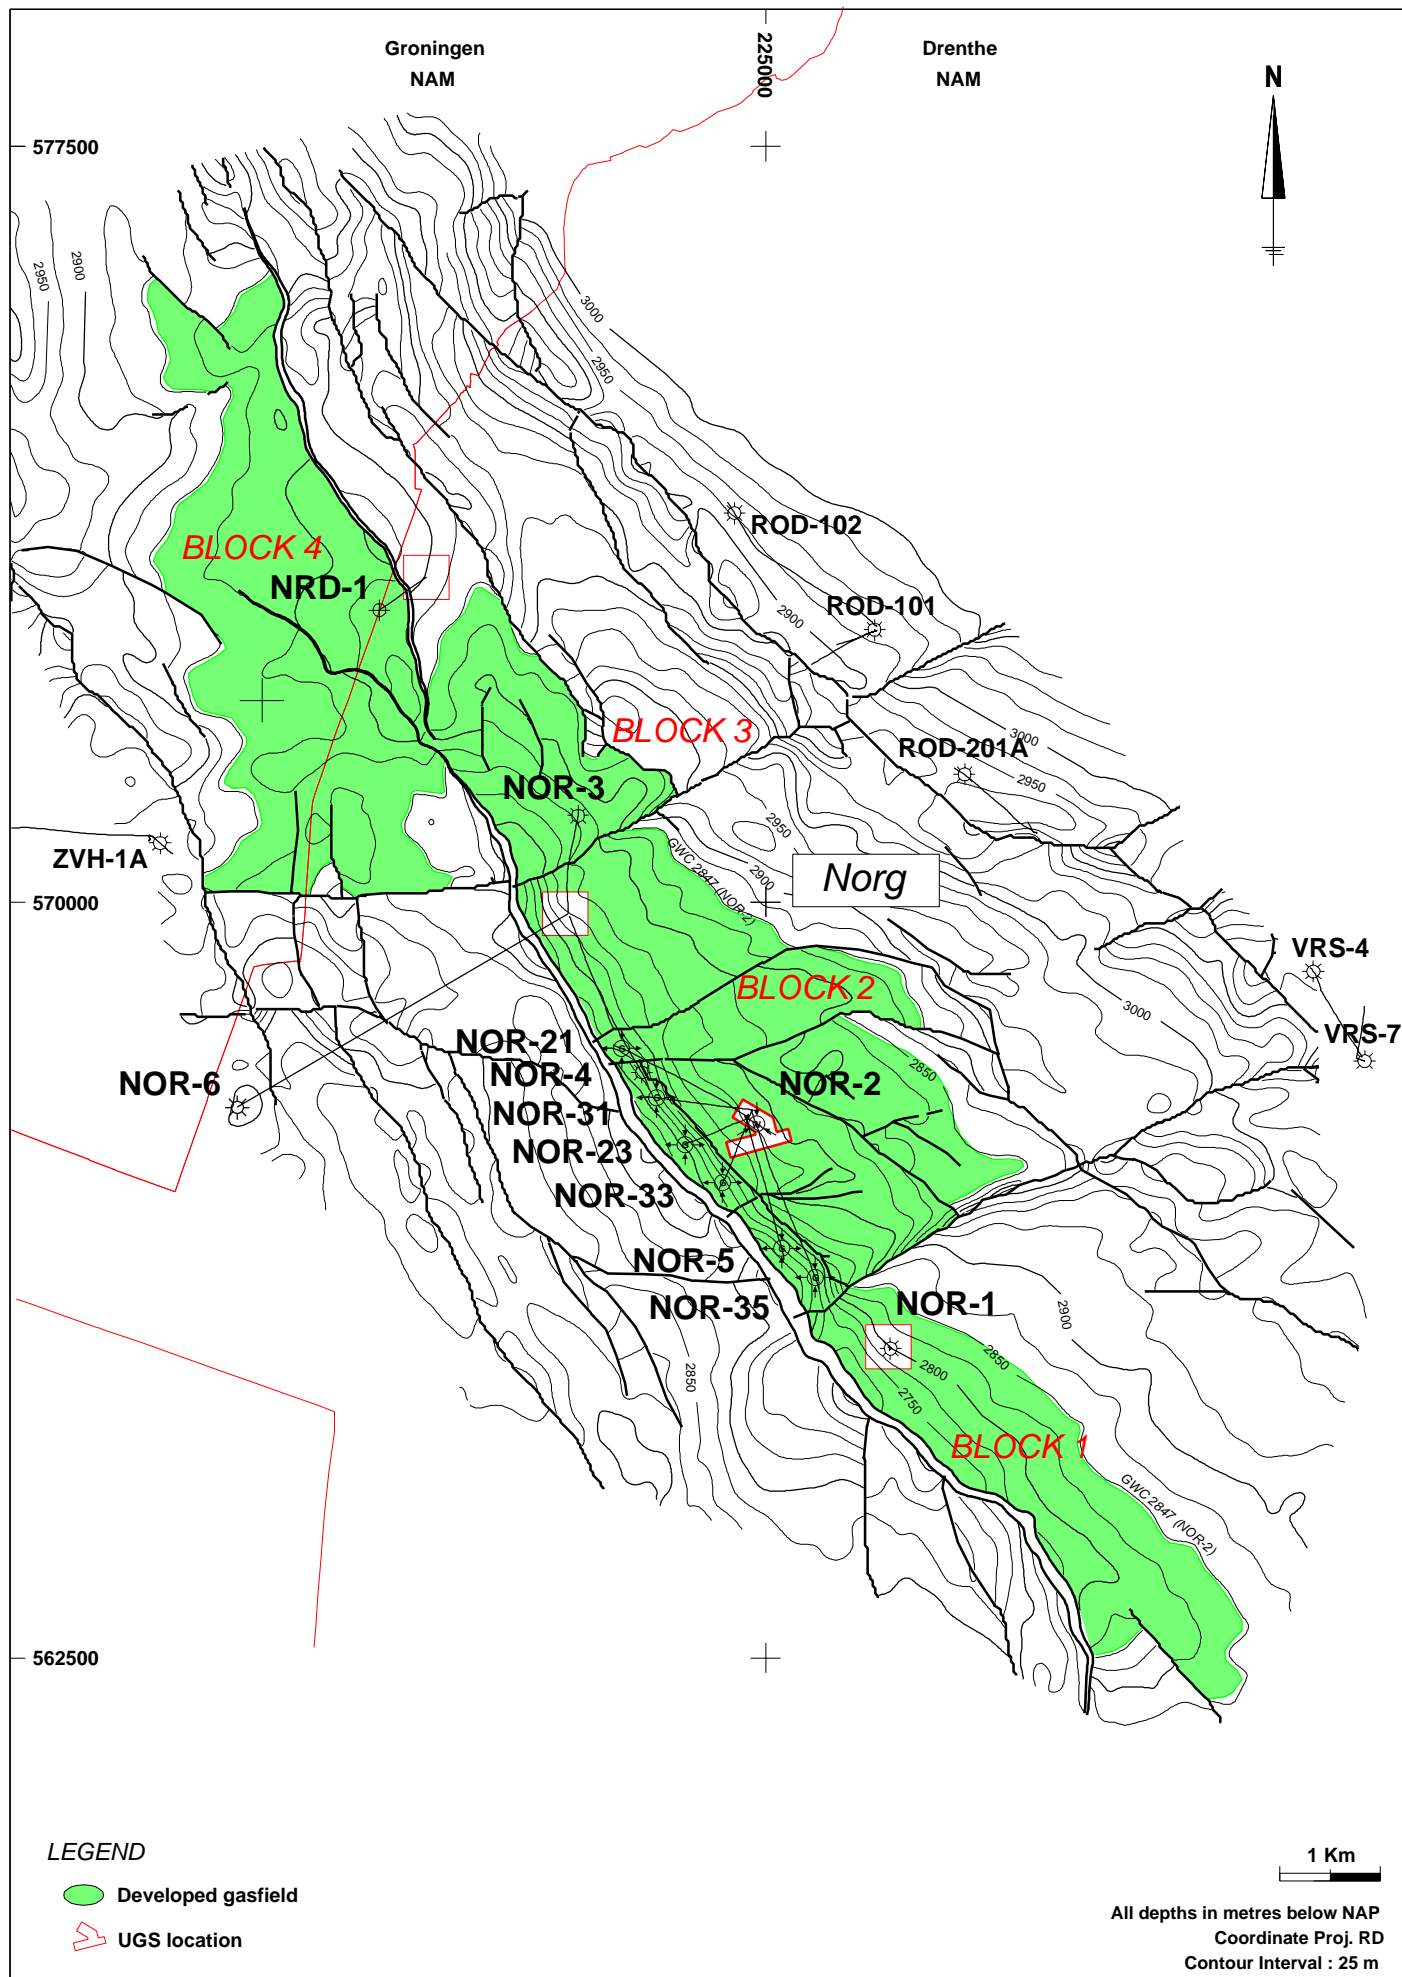 Groningen
NAM
225000
Drenthe
NAM
N
577500
2950
2900
3000
2950
BLOCK 4
NRD-1
ROD-102
ROD-101
2900
BLOCK 3
ROD-201A
3000
2950
NOR-3
2950
ZVH-1A
GWC 2847 (NOR-2)
2900
Norg
570000
VRS-4
BLOCK 2
3000
VRS-7
NOR-21
NOR-4
2850
NOR-2
NOR-6
NOR-31
NOR-23
NOR-33
NOR-5
NOR-35
NOR-1
2900
2850
2800
2850
2750
BLOCK 1
GWC 2847 (NOR-2)
562500
LEGEND
Developed gasfield
UGS location
1 Km
All depths in metres below NAP
Coordinate Proj. RD
Contour Interval : 25 m